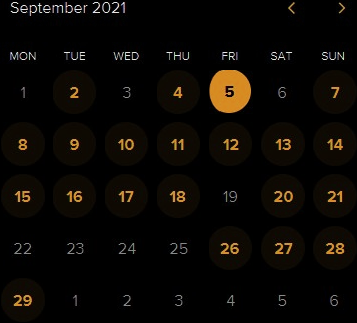 September 2021
MON TUE WED THU FRI SAT SUN
1 2 3 4 5 6 7
8 9 10 11 12 13 14
15 16 17 18 19 20 21
22 23 24 25 26 27 28
29 1 2 3 4 5 6